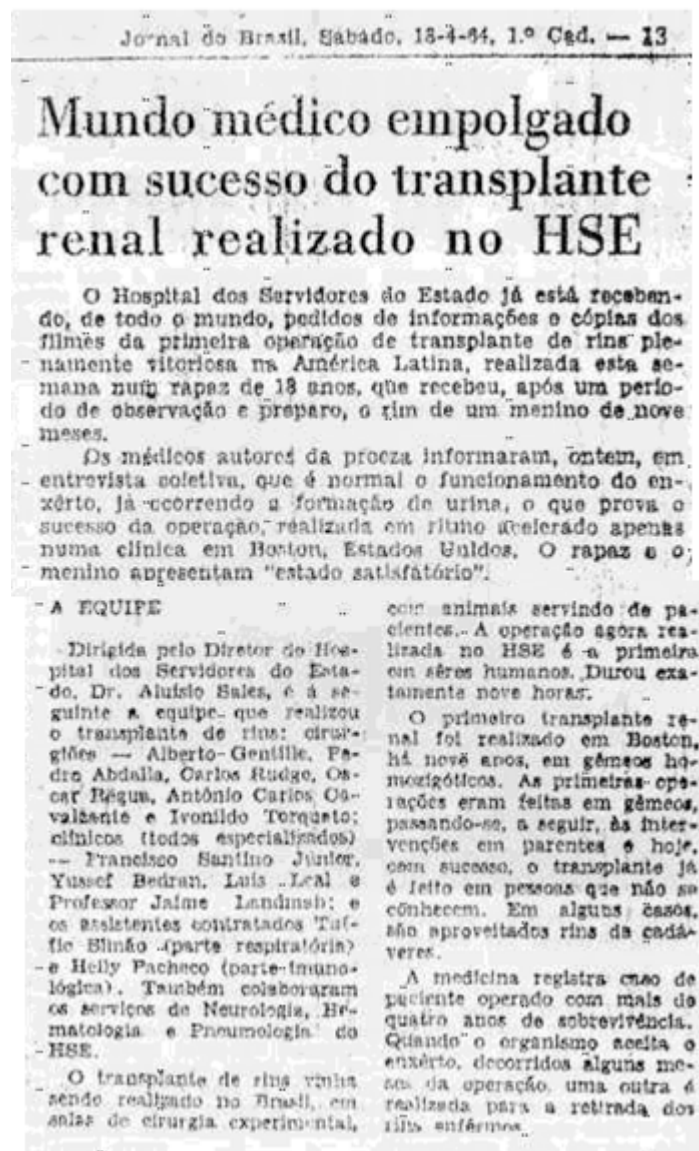 Jornal do Brasil, Sábado, 18-4-64, 1.º Cad. — 13
Mundo médico empolgado
com sucesso do transplante
renal realizado no HSE
O Hospital dos Servidores do Estado já está receben-
do, de todo o mundo, pedidos de informações e cópias dos
filmes da primeira operação de transplante de rins ple-
namente vitoriosa na América Latina, realizada esta se-
mana num rapaz de 18 anos, que recebeu, após um perío-
do de observação e preparo, o rim de um menino de nove
meses.
Os médicos autores da proeza informaram, ontem, em
entrevista coletiva, que é normal o funcionamento do en-
xêrto, já ocorrendo a formação de urina, o que prova o
sucesso da operação, realizada em ritmo acelerado apenas
numa clínica em Boston, Estados Unidos. O rapaz e o
menino apresentam "estado satisfatório".
A EQUIPE
Dirigida pelo Diretor do Hos-
pital dos Servidores do Esta-
do, Dr. Aluísio Sales, é a se-
guinte a equipe que realizou
o transplante de rins: cirur-
giões — Alberto Gentille, Pe-
dro Abdalla, Carlos Rudge, Os-
car Régua, Antônio Carlos Ca-
valcante e Ivonildo Torquato;
clínicos (todos especializados)
— Francisco Santino Júnior,
Yussef Bedran, Luis Leal e
Professor Jaime Landman; e
os assistentes contratados Tuf-
fic Slinão (parte respiratória)
e Helly Pacheco (parte imuno-
lógica). Também colaboraram
os serviços de Neurologia, He-
matologia e Pneumologia do
HSE.
O transplante de rins vinha
sendo realizado no Brasil, em
salas de cirurgia experimental,
com animais servindo de pa-
cientes. A operação agora rea-
lizada no HSE é a primeira
em sêres humanos. Durou exa-
tamente nove horas.
O primeiro transplante re-
nal foi realizado em Boston,
há nove anos, em gêmeos ho-
mozigóticos. As primeiras ope-
rações eram feitas em gêmeos,
passando-se, a seguir, às inter-
venções em parentes e hoje,
com sucesso, o transplante já
é feito em pessoas que não se
conhecem. Em alguns casos,
são aproveitados rins de cadá-
veres.
A medicina registra caso de
paciente operado com mais de
quatro anos de sobrevivência.
Quando o organismo aceita o
enxêrto, decorridos alguns me-
ses da operação, uma outra é
realizada para a retirada dos
rins enfêrmos.